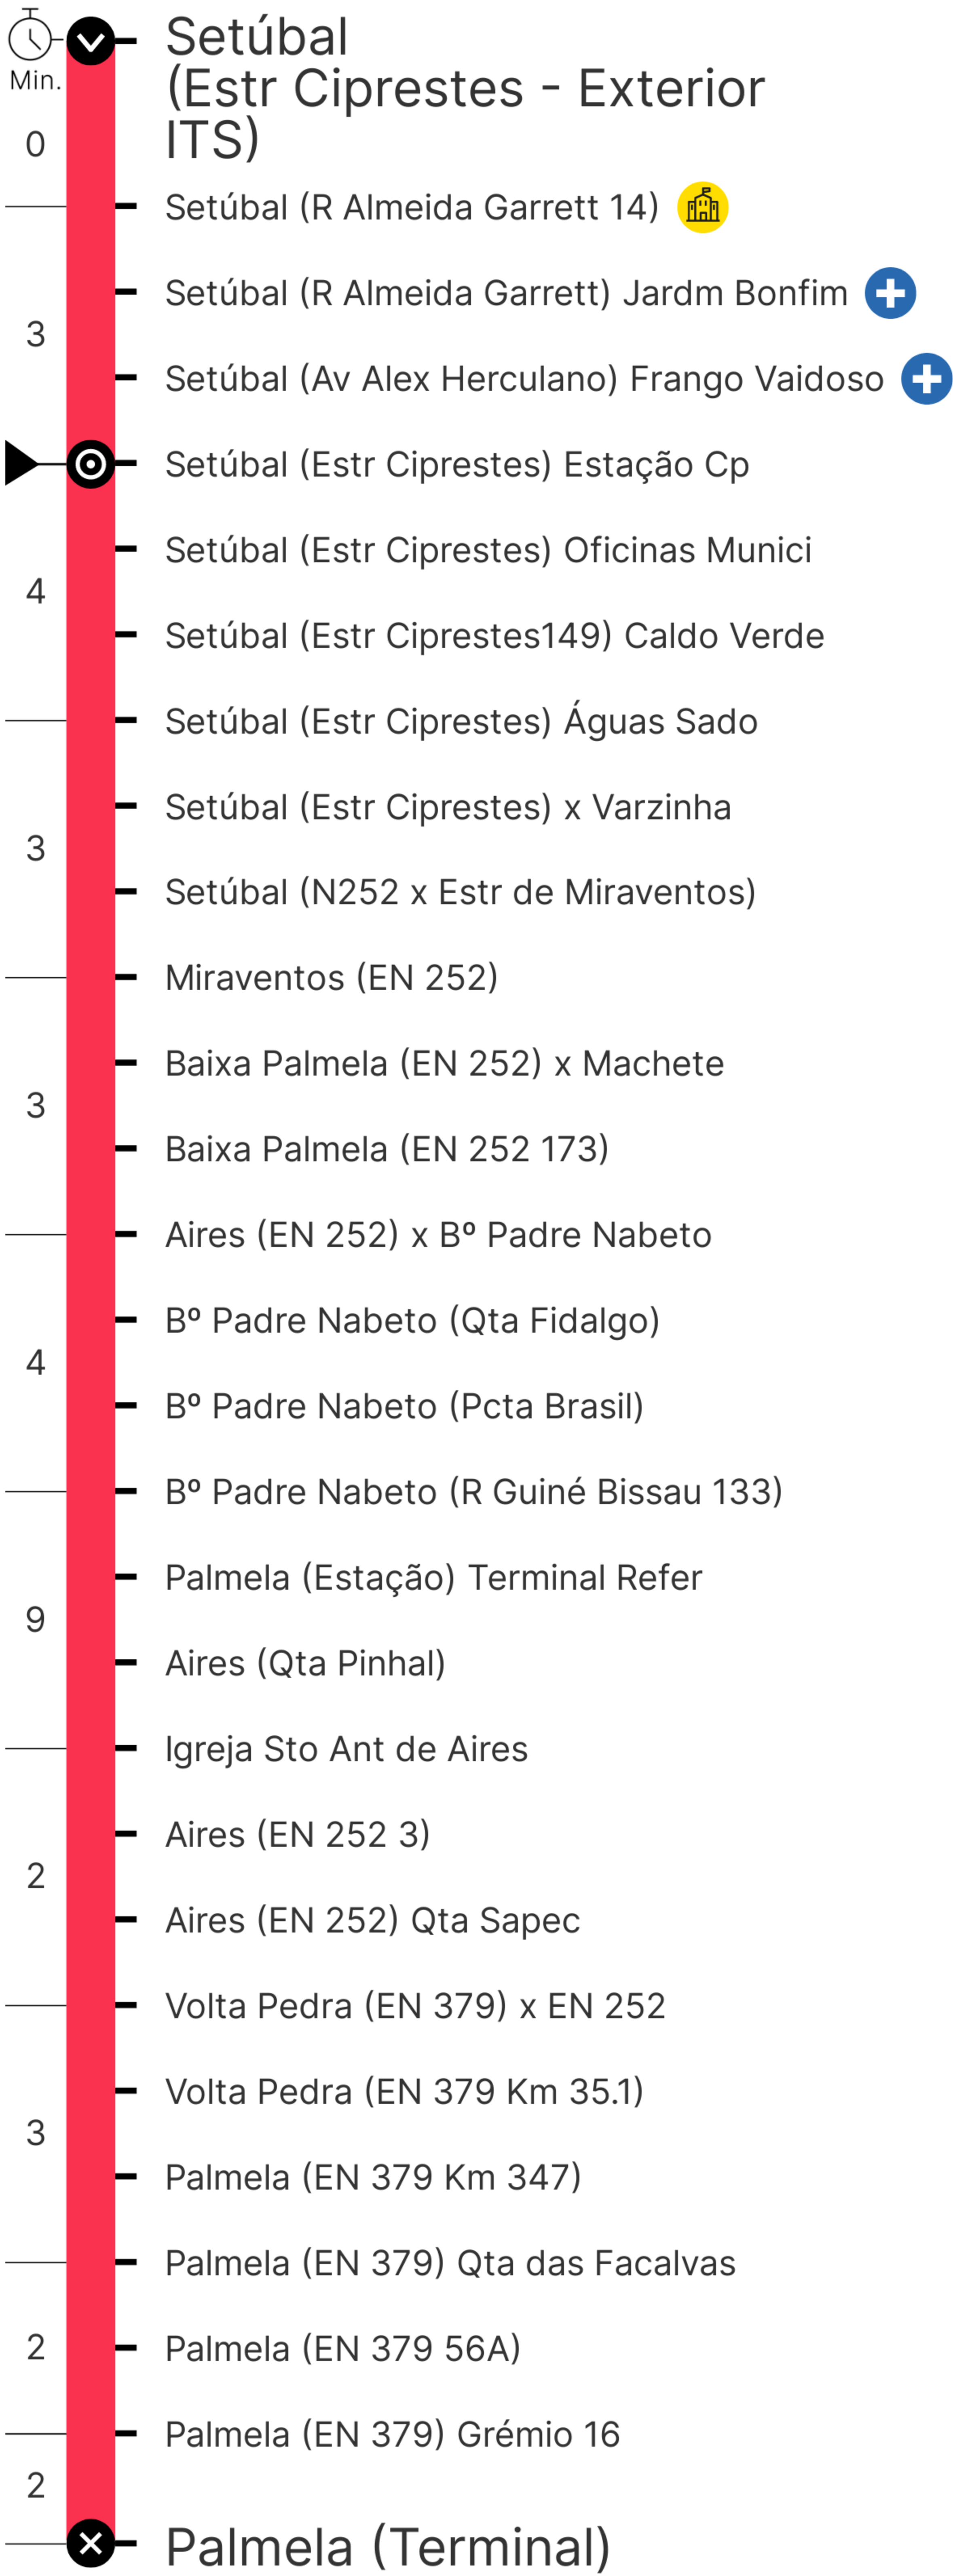 Setúbal
(Estr Ciprestes - Exterior
ITS)
Min.
0
Setúbal (R Almeida Garrett 14)
Setúbal (R Almeida Garrett) Jardm Bonfim
3
Setúbal (Av Alex Herculano) Frango Vaidoso
Setúbal (Estr Ciprestes) Estação Cp
Setúbal (Estr Ciprestes) Oficinas Munici
4
Setúbal (Estr Ciprestes149) Caldo Verde
Setúbal (Estr Ciprestes) Águas Sado
Setúbal (Estr Ciprestes) x Varzinha
3
Setúbal (N252 x Estr de Miraventos)
Miraventos (EN 252)
Baixa Palmela (EN 252) x Machete
3
Baixa Palmela (EN 252 173)
Aires (EN 252) x Bº Padre Nabeto
Bº Padre Nabeto (Qta Fidalgo)
4
Bº Padre Nabeto (Pcta Brasil)
Bº Padre Nabeto (R Guiné Bissau 133)
Palmela (Estação) Terminal Refer
9
Aires (Qta Pinhal)
Igreja Sto Ant de Aires
Aires (EN 252 3)
2
Aires (EN 252) Qta Sapec
Volta Pedra (EN 379) x EN 252
Volta Pedra (EN 379 Km 35.1)
3
Palmela (EN 379 Km 347)
Palmela (EN 379) Qta das Facalvas
2
Palmela (EN 379 56A)
Palmela (EN 379) Grémio 16
2
Palmela (Terminal)